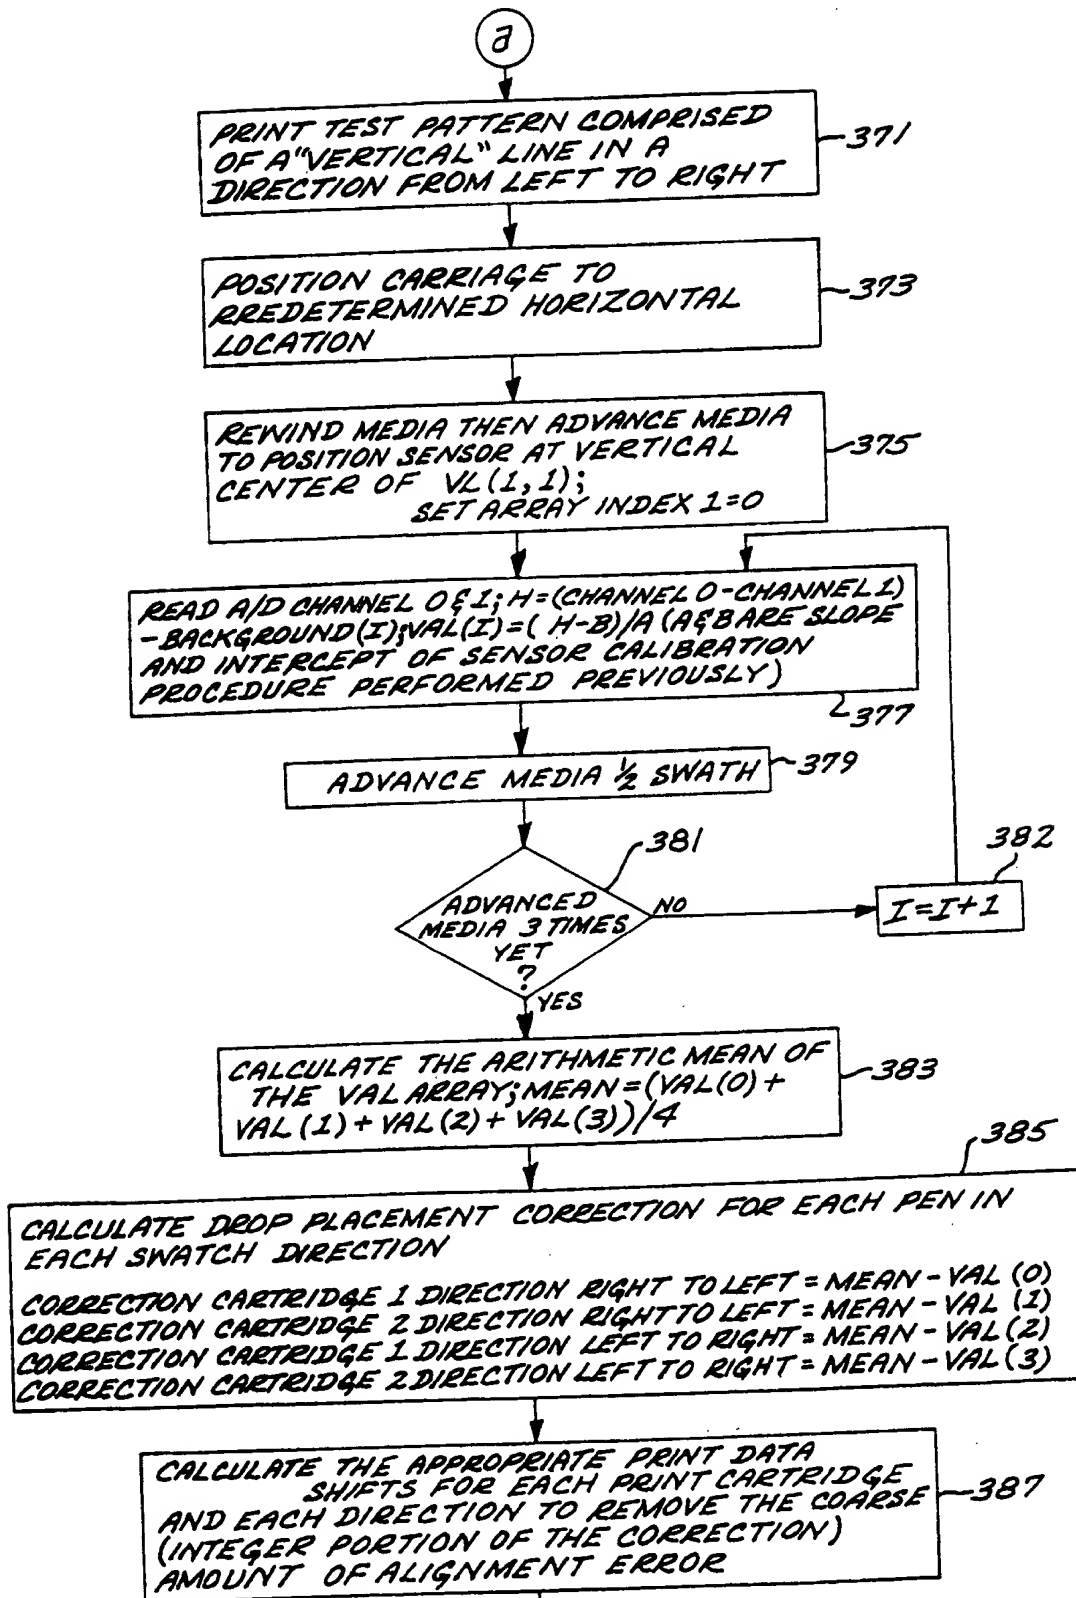 a
PRINT TEST PATTERN COMPRISED
OF A "VERTICAL" LINE IN A
DIRECTION FROM LEFT TO RIGHT
371
POSITION CARRIAGE TO
RREDETERMINED HORIZONTAL
LOCATION
373
REWIND MEDIA THEN ADVANCE MEDIA
TO POSITION SENSOR AT VERTICAL
CENTER OF VL(1,1);
SET ARRAY INDEX 1=0
375
READ A/D CHANNEL 0 & 1; H=(CHANNEL 0-CHANNEL 1)
-BACKGROUND(I);VAL(I)=( H-B)/A (A&B ARE SLOPE
AND INTERCEPT OF SENSOR CALIBRATION
PROCEDURE PERFORMED PREVIOUSLY)
377
ADVANCE MEDIA 1/2 SWATH
379
381
ADVANCED
MEDIA 3 TIMES
YET
?
NO
382
I=I+1
YES
CALCULATE THE ARITHMETIC MEAN OF
THE VAL ARRAY; MEAN=(VAL(0)+
VAL(1)+VAL(2)+VAL(3))/4
383
385
CALCULATE DROP PLACEMENT CORRECTION FOR EACH PEN IN
EACH SWATCH DIRECTION
CORRECTION CARTRIDGE 1 DIRECTION RIGHT TO LEFT = MEAN-VAL (0)
CORRECTION CARTRIDGE 2 DIRECTION RIGHT TO LEFT = MEAN-VAL (1)
CORRECTION CARTRIDGE 1 DIRECTION LEFT TO RIGHT = MEAN-VAL(2)
CORRECTION CARTRIDGE 2 DIRECTION LEFT TO RIGHT = MEAN-VAL(3)
CALCULATE THE APPROPRIATE PRINT DATA
SHIFTS FOR EACH PRINT CARTRIDGE
AND EACH DIRECTION TO REMOVE THE COARSE
(INTEGER PORTION OF THE CORRECTION)
AMOUNT OF ALIGNMENT ERROR
387